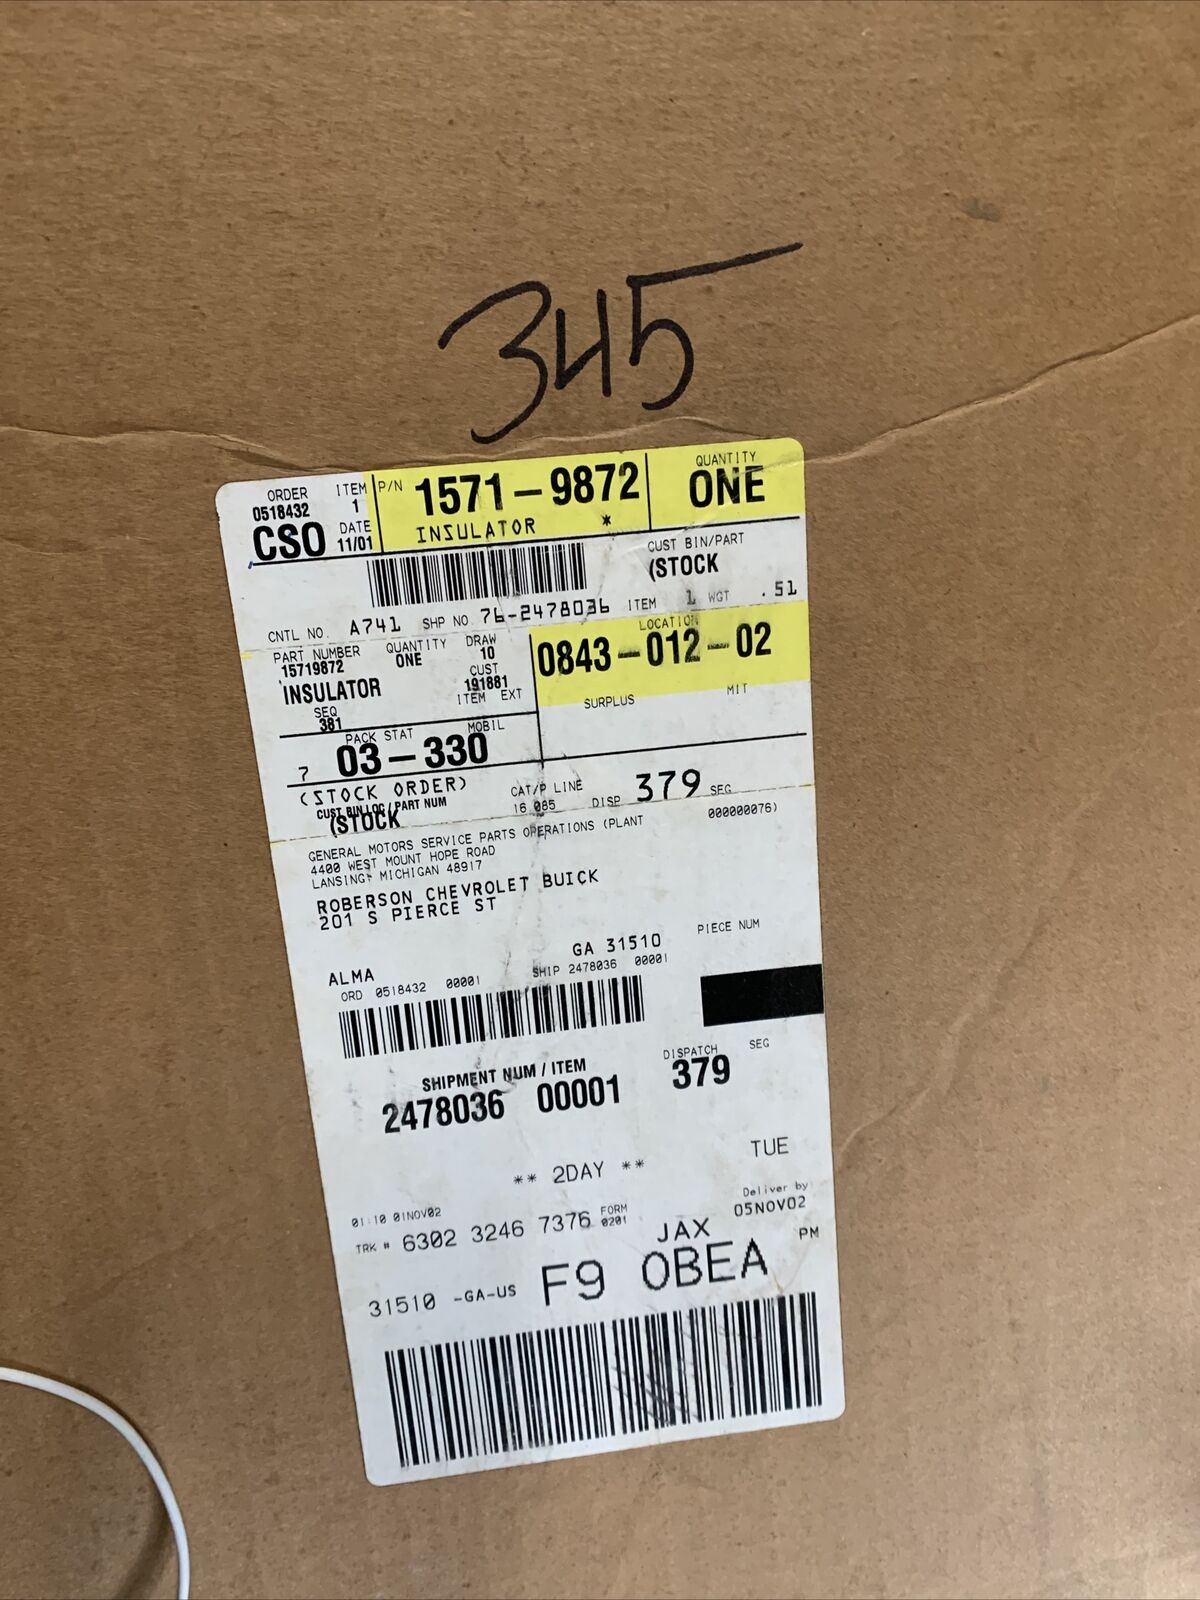 345
ORDER ITEM P/N 1571-9872 QUANTITY
0518432 1 ONE
CSO DATE INSULATOR *
11/01
CUST BIN/PART
(STOCK
CNTL NO. A741 SHP NO 76-2478036 ITEM 1 WGT .51
PART NUMBER QUANTITY DRAW LOCATION
15719872 ONE 10 0843-012-02
INSULATOR CUST
191881
SEQ ITEM EXT SURPLUS MIT
381
PACK STAT MOBIL
7 03-330
(STOCK ORDER) CAT/P LINE DISP 379 SEG
CUST BIN LOC / PART NUM 16 085
(STOCK
GENERAL MOTORS SERVICE PARTS OPERATIONS (PLANT 000000076)
4400 WEST MOUNT HOPE ROAD
LANSING, MICHIGAN 48917
ROBERSON CHEVROLET BUICK
201 S PIERCE ST
PIECE NUM
ALMA GA 31510
ORD 0518432 00001 SHIP 2478036 00001
SHIPMENT NUM / ITEM DISPATCH SEG
2478036 00001 379
** 2DAY ** TUE
01:10 01NOV02 Deliver by
TRK # 6302 3246 7376 FORM 0201 05NOV02
JAX PM
31510 -GA-US F9 OBEA